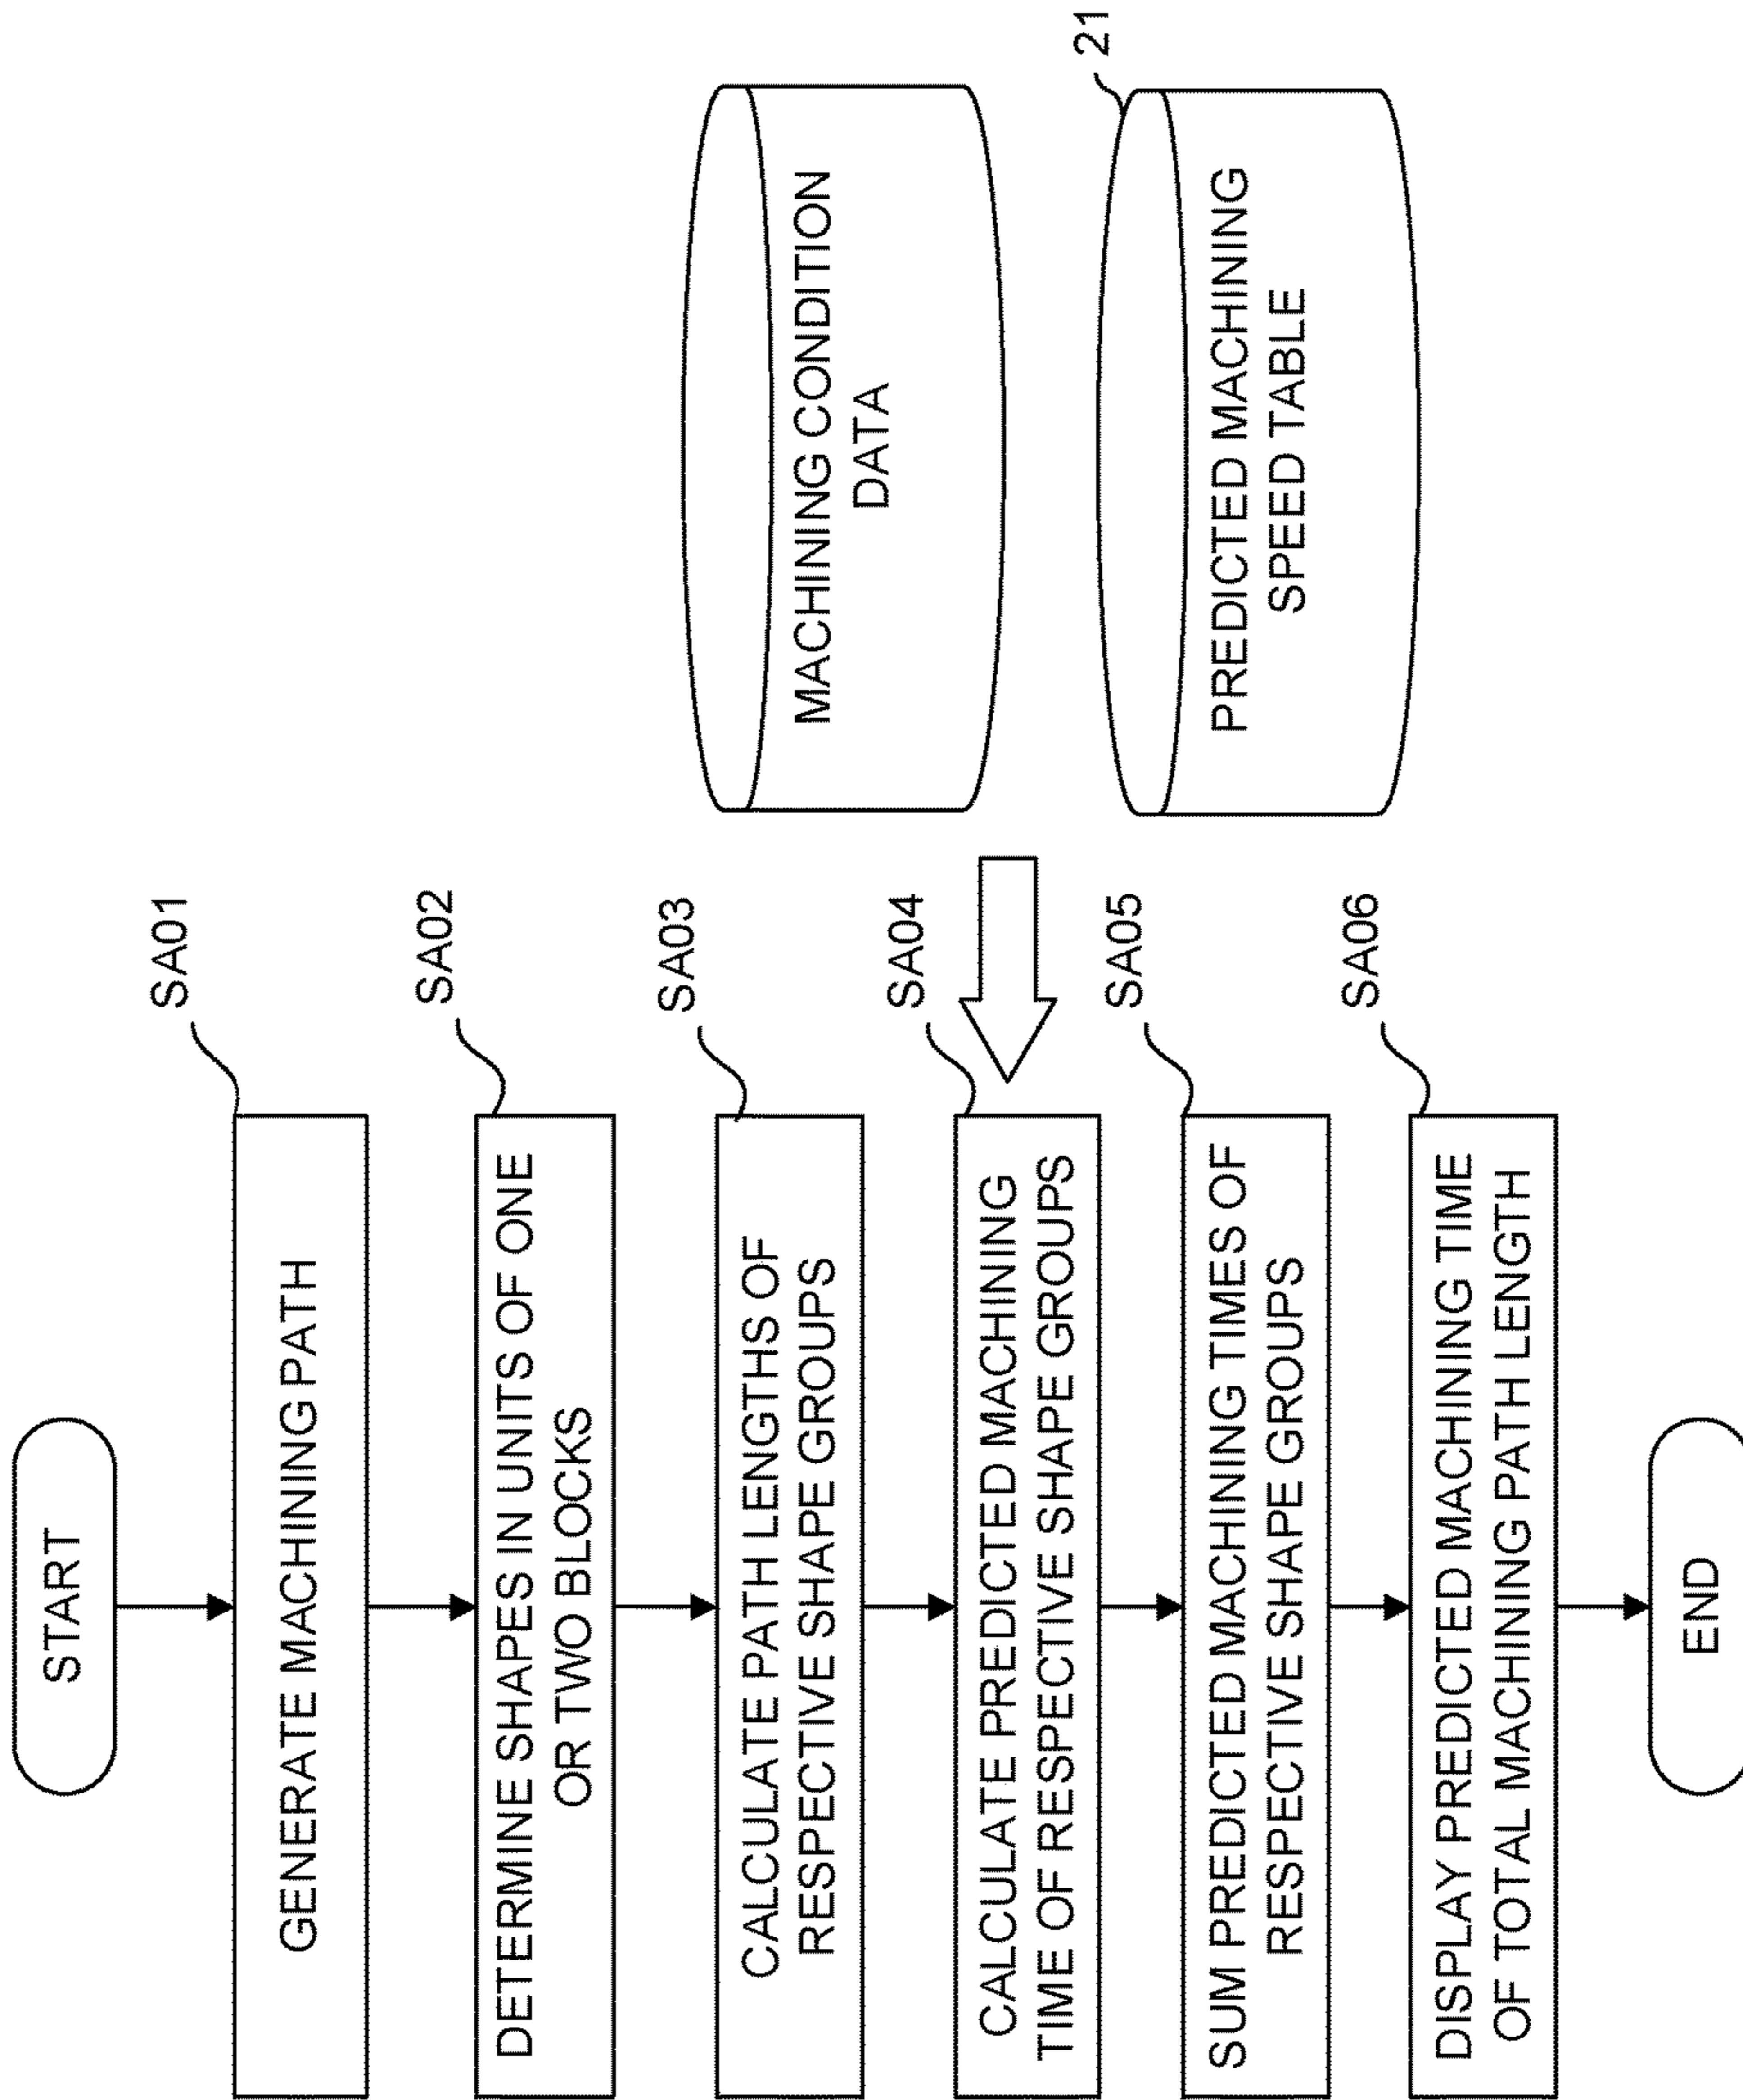 START
SA01
GENERATE MACHINING PATH
SA02
DETERMINE SHAPES IN UNITS OF ONE
OR TWO BLOCKS
SA03
CALCULATE PATH LENGTHS OF
RESPECTIVE SHAPE GROUPS
SA04
CALCULATE PREDICTED MACHINING
TIME OF RESPECTIVE SHAPE GROUPS
SA05
SUM PREDICTED MACHINING TIMES OF
RESPECTIVE SHAPE GROUPS
SA06
DISPLAY PREDICTED MACHINING TIME
OF TOTAL MACHINING PATH LENGTH
END
MACHINING CONDITION
DATA
21
PREDICTED MACHINING
SPEED TABLE